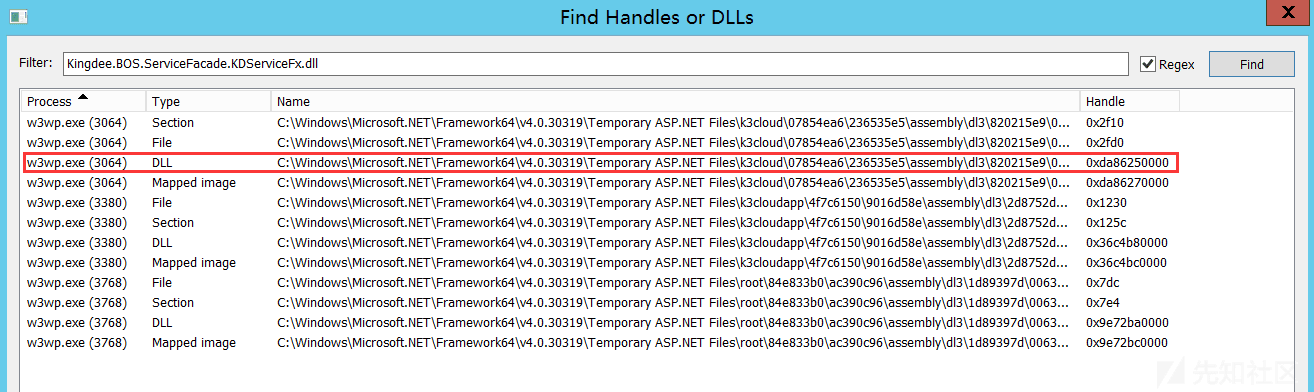 Find Handles or DLLs
X
Filter: Kingdee.BOS.ServiceFacade.KDServiceFx.dll Regex Find
Process Type Name Handle
w3wp.exe (3064) Section C:\Windows\Microsoft.NET\Framework64\v4.0.30319\Temporary ASP.NET Files\k3cloud\07854ea6\236535e5\assembly\dl3\820215e9\0... 0x2f10
w3wp.exe (3064) File C:\Windows\Microsoft.NET\Framework64\v4.0.30319\Temporary ASP.NET Files\k3cloud\07854ea6\236535e5\assembly\dl3\820215e9\0... 0x2fd0
w3wp.exe (3064) DLL C:\Windows\Microsoft.NET\Framework64\v4.0.30319\Temporary ASP.NET Files\k3cloud\07854ea6\236535e5\assembly\dl3\820215e9\0... 0xda86250000
w3wp.exe (3064) Mapped image C:\Windows\Microsoft.NET\Framework64\v4.0.30319\Temporary ASP.NET Files\k3cloud\07854ea6\236535e5\assembly\dl3\820215e9\0... 0xda86270000
w3wp.exe (3380) File C:\Windows\Microsoft.NET\Framework64\v4.0.30319\Temporary ASP.NET Files\k3cloudapp\4f7c6150\9016d58e\assembly\dl3\2d8752d... 0x1230
w3wp.exe (3380) Section C:\Windows\Microsoft.NET\Framework64\v4.0.30319\Temporary ASP.NET Files\k3cloudapp\4f7c6150\9016d58e\assembly\dl3\2d8752d... 0x125c
w3wp.exe (3380) DLL C:\Windows\Microsoft.NET\Framework64\v4.0.30319\Temporary ASP.NET Files\k3cloudapp\4f7c6150\9016d58e\assembly\dl3\2d8752d... 0x36c4b80000
w3wp.exe (3380) Mapped image C:\Windows\Microsoft.NET\Framework64\v4.0.30319\Temporary ASP.NET Files\k3cloudapp\4f7c6150\9016d58e\assembly\dl3\2d8752d... 0x36c4bc0000
w3wp.exe (3768) File C:\Windows\Microsoft.NET\Framework64\v4.0.30319\Temporary ASP.NET Files\root\84e833b0\ac390c96\assembly\dl3\1d89397d\0063... 0x7dc
w3wp.exe (3768) Section C:\Windows\Microsoft.NET\Framework64\v4.0.30319\Temporary ASP.NET Files\root\84e833b0\ac390c96\assembly\dl3\1d89397d\0063... 0x7e4
w3wp.exe (3768) DLL C:\Windows\Microsoft.NET\Framework64\v4.0.30319\Temporary ASP.NET Files\root\84e833b0\ac390c96\assembly\dl3\1d89397d\0063... 0x9e72ba0000
w3wp.exe (3768) Mapped image C:\Windows\Microsoft.NET\Framework64\v4.0.30319\Temporary ASP.NET Files\root\84e833b0\ac390c96\assembly\dl3\1d89397d\0063... 0x9e72bc0000
先知社区